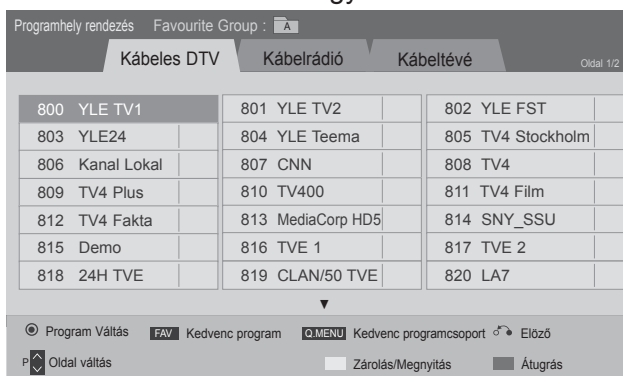 Programhely rendezés Favourite Group : A
Kábeles DTV Kábelrádió Kábeltévé Oldal 1/2
800 YLE TV1 801 YLE TV2 802 YLE FST
803 YLE24 804 YLE Teema 805 TV4 Stockholm
806 Kanal Lokal 807 CNN 808 TV4
809 TV4 Plus 810 TV400 811 TV4 Film
812 TV4 Fakta 813 MediaCorp HD5 814 SNY_SSU
815 Demo 816 TVE 1 817 TVE 2
818 24H TVE 819 CLAN/50 TVE 820 LA7
Program Váltás FAV Kedvenc program Q.MENU Kedvenc programcsoport Elöző
P Oldal váltás Zárolás/Megnyitás Átugrás